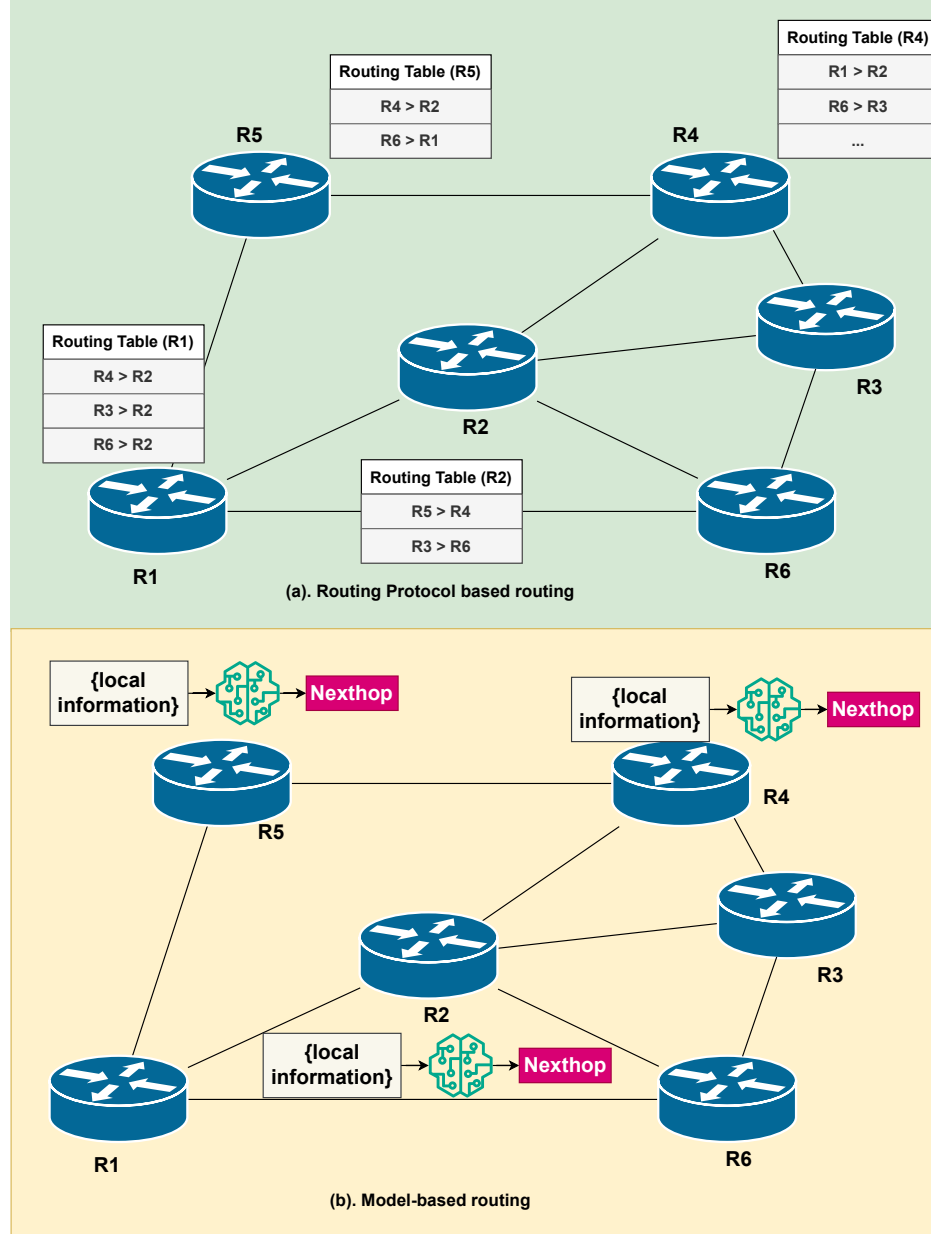 Routing Table (R4)
R1 > R2
R6 > R3
...
Routing Table (R5)
R4 > R2
R6 > R1
R5
R4
Routing Table (R1)
R4 > R2
R3 > R2
R6 > R2
R3
R2
Routing Table (R2)
R5 > R4
R3 > R6
R1
R6
(a). Routing Protocol based routing
{local
information}
Nexthop
{local
information}
Nexthop
R5
R4
R3
R2
{local
information}
Nexthop
R1
R6
(b). Model-based routing